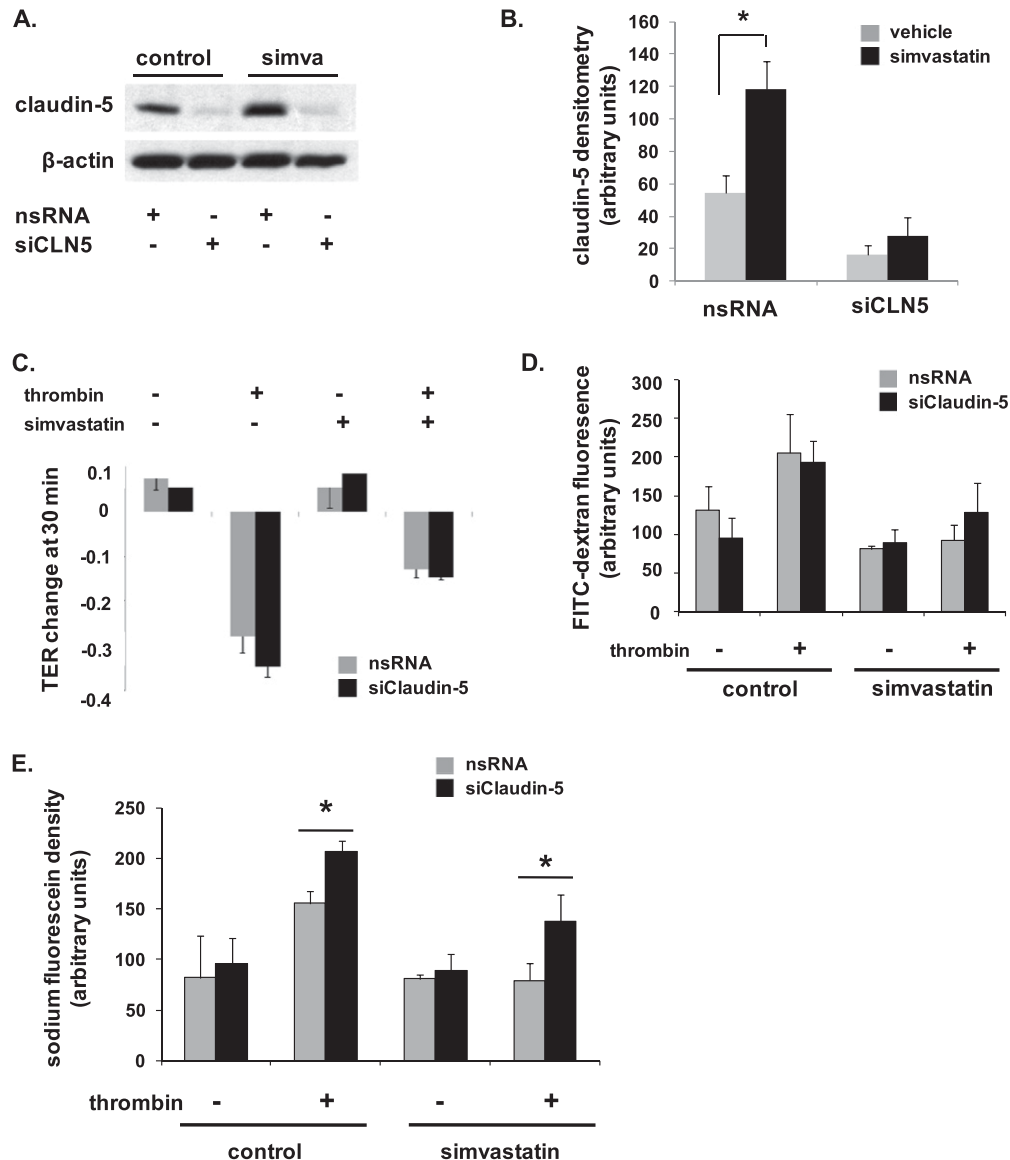 A.
control simva
claudin-5
β-actin
nsRNA + - + -
siCLN5 - + - +
B.
claudin-5 densitometry
(arbitrary units)
160
140
120
100
80
60
40
20
0
*
vehicle
simvastatin
nsRNA siCLN5
C.
thrombin - + - +
simvastatin - - + +
TER change at 30 min
0.1
0
-0.1
-0.2
-0.3
-0.4
nsRNA
siClaudin-5
D.
FITC-dextran fluoresence
(arbitrary units)
300
250
200
150
100
50
0
nsRNA
siClaudin-5
thrombin - + - +
control simvastatin
E.
sodium fluorescein density
(arbitrary units)
250
200
150
100
50
0
nsRNA
siClaudin-5
*
*
thrombin - + - +
control simvastatin